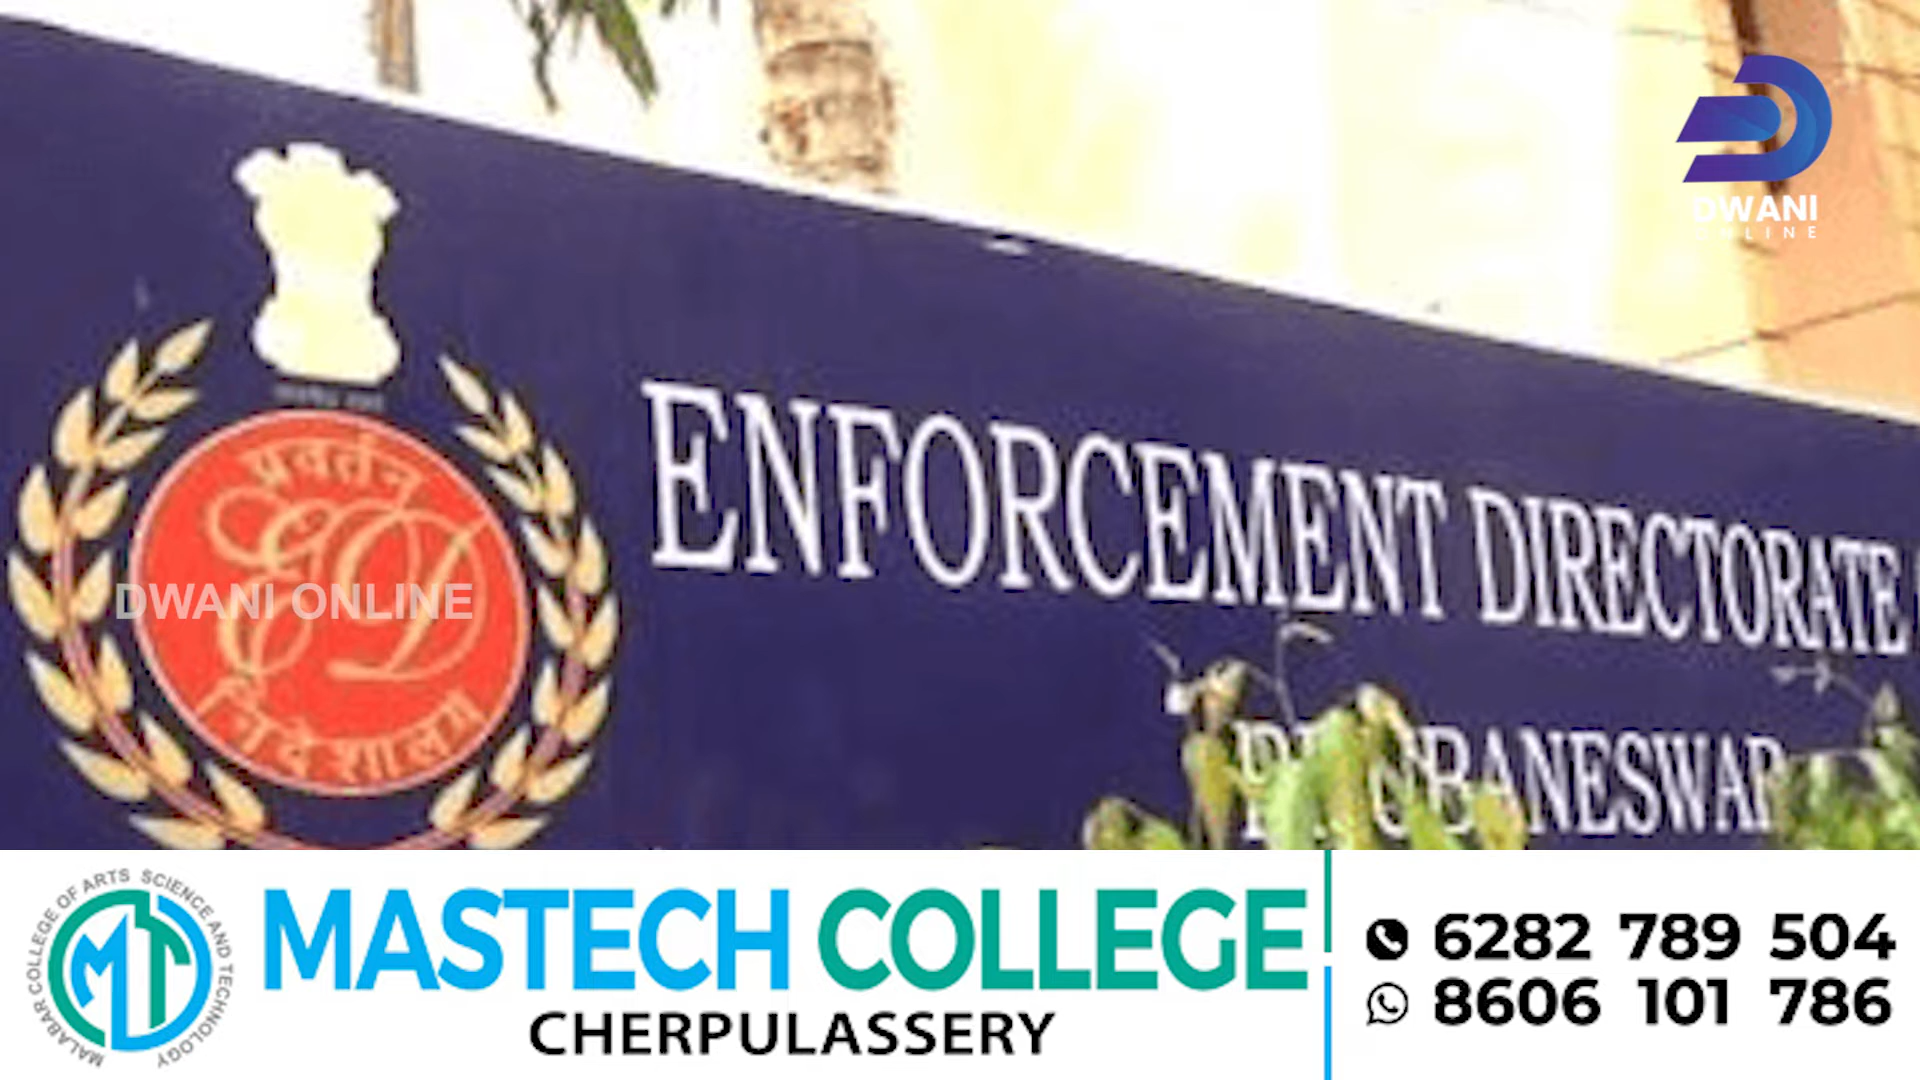 DWANI
ONLINE
प्रवर्तन
ED
निदेशालय
ENFORCEMENT DIRECTORATE
DWANI ONLINE
MALABAR COLLEGE OF ARTS SCIENCE AND TECHNOLOGY
MT
MASTECH COLLEGE
CHERPULASSERY
6282 789 504
8606 101 786